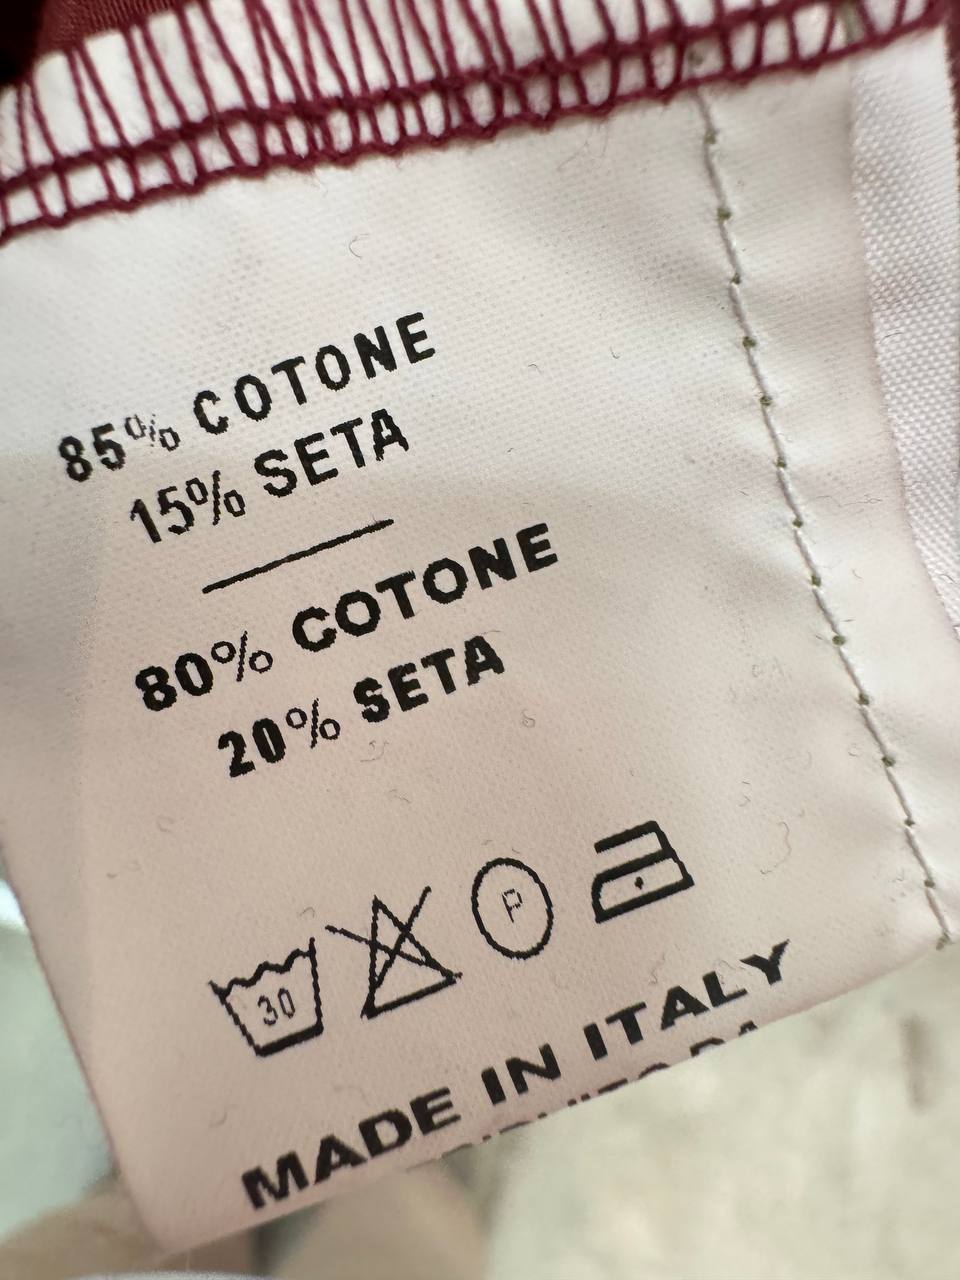 85% COTONE
15% SETA
80% COTONE
20% SETA
30
P
MADE IN ITALY